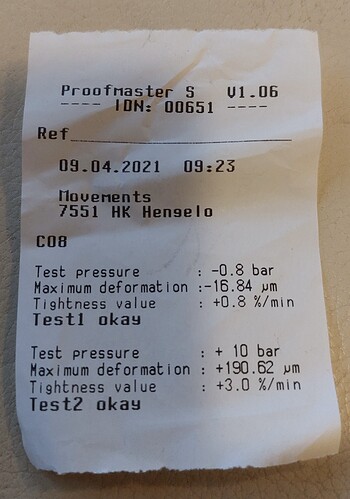 Proofmaster S V1.06
---- IDN: 00651 ----
Ref______________________
09.04.2021 09:23
Movements
7551 HK Hengelo
C08
Test pressure : -0.8 bar
Maximum deformation :-16.84 µm
Tightness value : +0.8 %/min
Test1 okay
Test pressure : + 10 bar
Maximum deformation : +190.62 µm
Tightness value : +3.0 %/min
Test2 okay